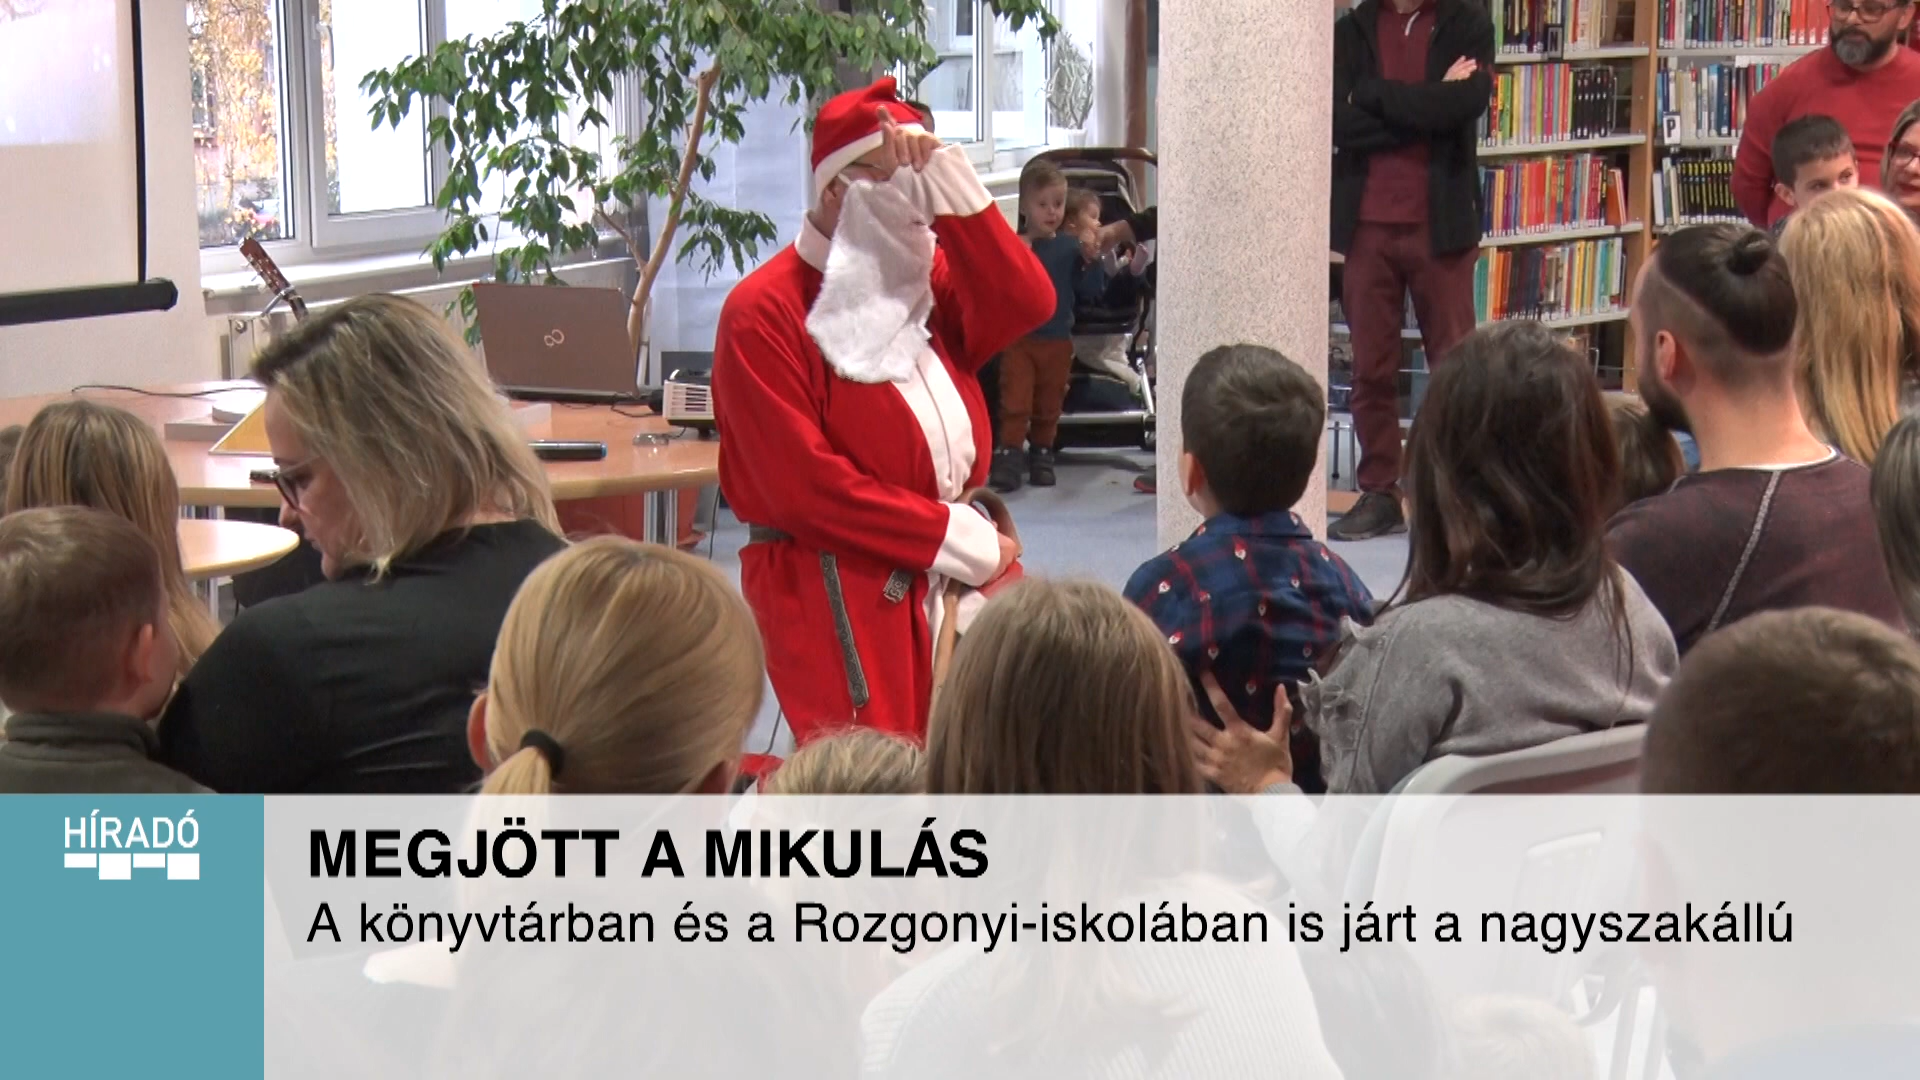 HÍRADÓ
MEGJÖTT A MIKULÁS
A könyvtárban és a Rozgonyi-iskolában is járt a nagyszakállú
P